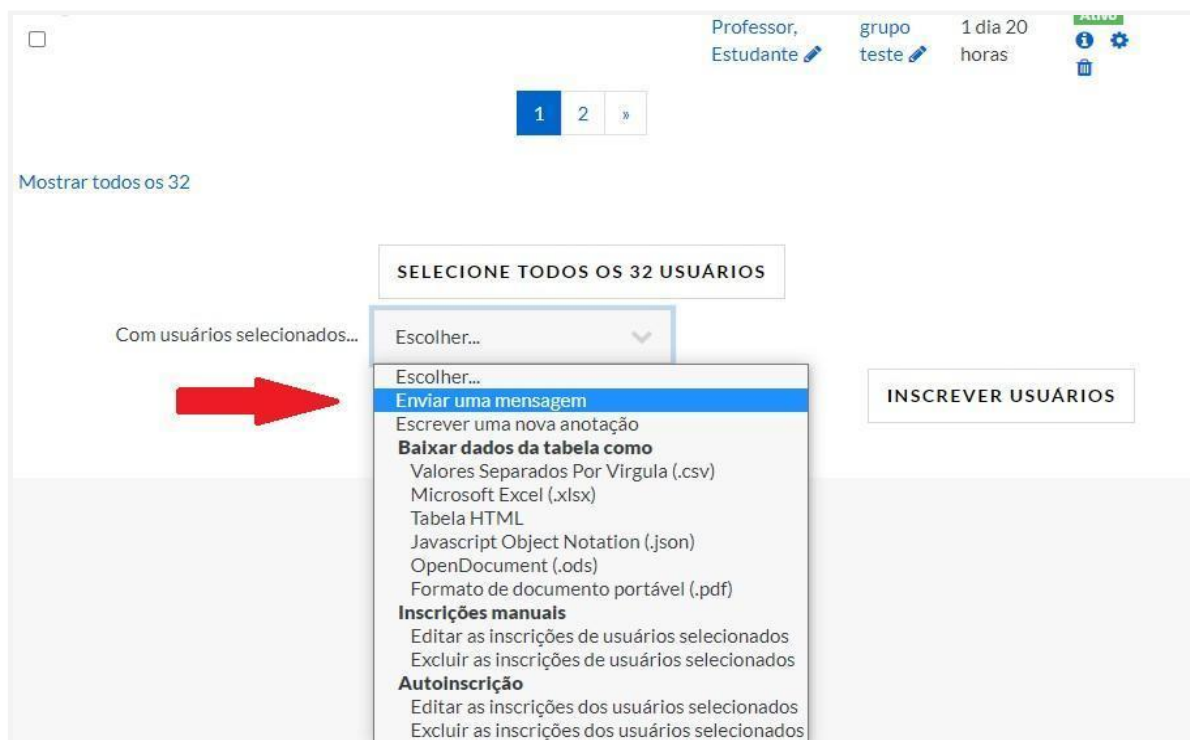 Professor, grupo 1 dia 20 Ativo
Estudante teste horas
1 2 »
Mostrar todos os 32
SELECIONE TODOS OS 32 USUÁRIOS
Com usuários selecionados... Escolher...
Escolher...
Enviar uma mensagem
INSCREVER USUÁRIOS
Escrever uma nova anotação
Baixar dados da tabela como
Valores Separados Por Virgula (.csv)
Microsoft Excel (.xlsx)
Tabela HTML
Javascript Object Notation (.json)
OpenDocument (.ods)
Formato de documento portável (.pdf)
Inscrições manuais
Editar as inscrições de usuários selecionados
Excluir as inscrições de usuários selecionados
Autoinscrição
Editar as inscrições dos usuários selecionados
Excluir as inscrições dos usuários selecionados